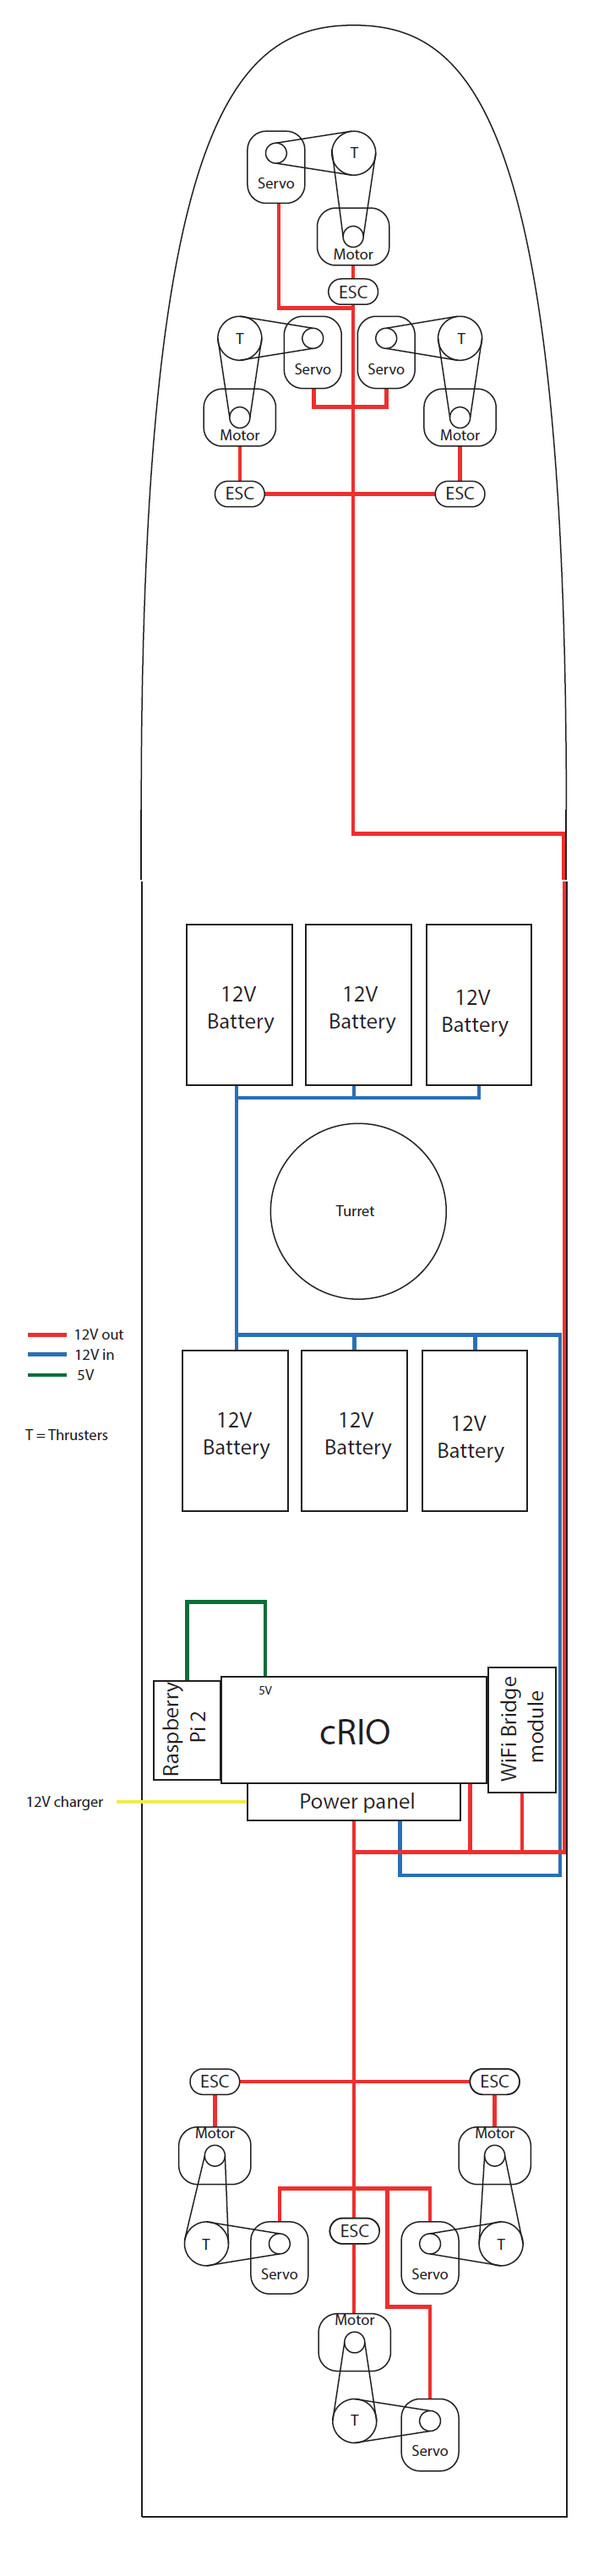 T
Servo
Motor
ESC
T
Servo
Servo
T
Motor
Motor
ESC
ESC
12V
Battery
12V
Battery
12V
Battery
Turret
12V out
12V in
5V
T = Thrusters
12V
Battery
12V
Battery
12V
Battery
Raspberry
Pi 2
5V
cRIO
WiFi Bridge
module
12V charger
Power panel
ESC
ESC
Motor
Motor
ESC
T
Servo
Servo
T
Motor
T
Servo